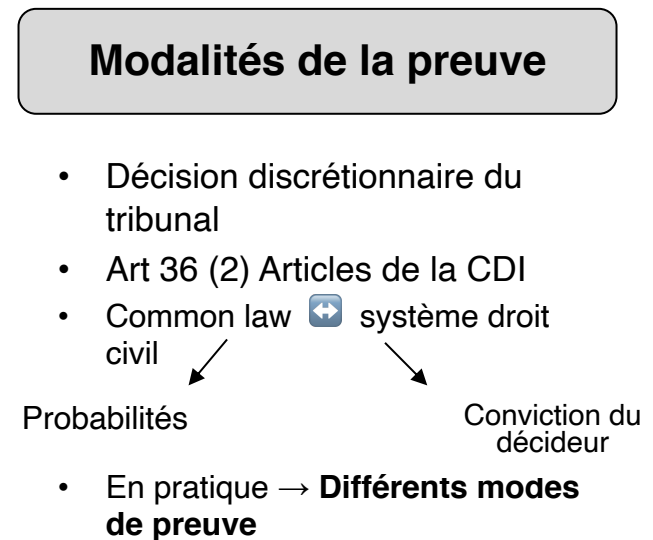 Modalités de la preuve
• Décision discrétionnaire du
tribunal
• Art 36 (2) Articles de la CDI
• Common law ↔️ système droit
civil
Probabilités
Conviction du
décideur
• En pratique → Différents modes
de preuve